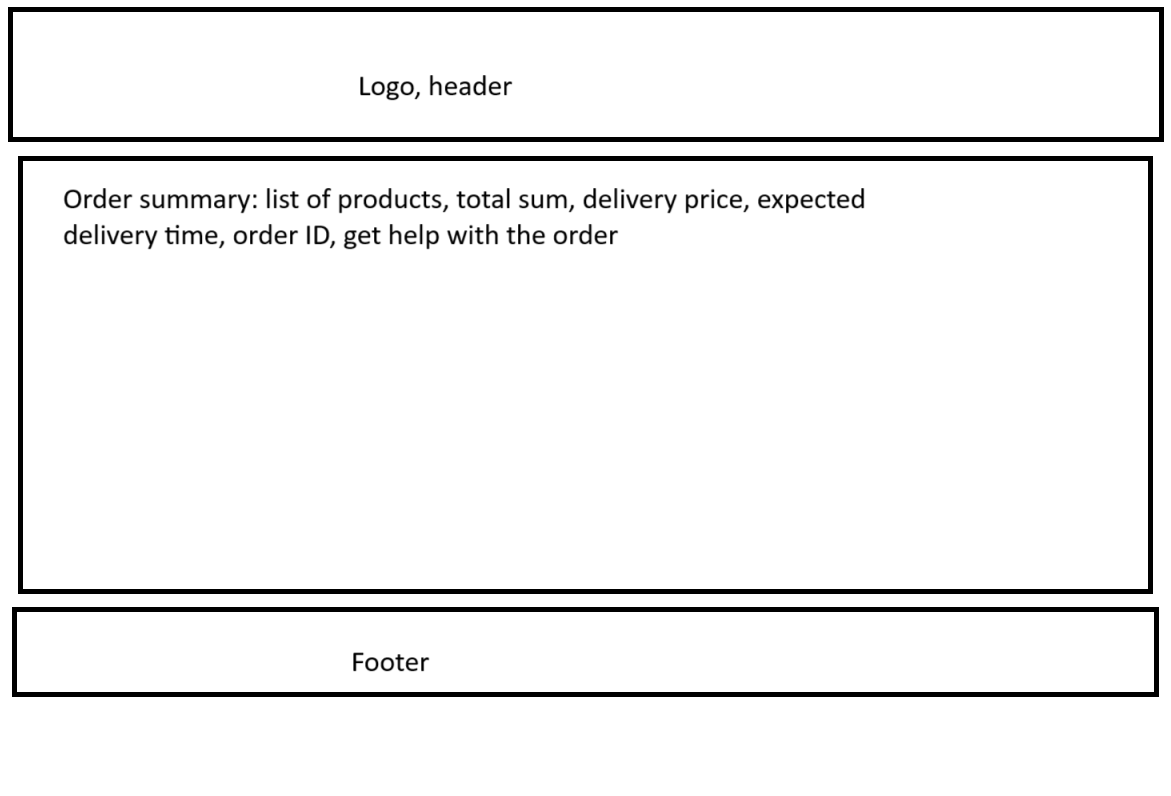 Logo, header
Order summary: list of products, total sum, delivery price, expected
delivery time, order ID, get help with the order
Footer